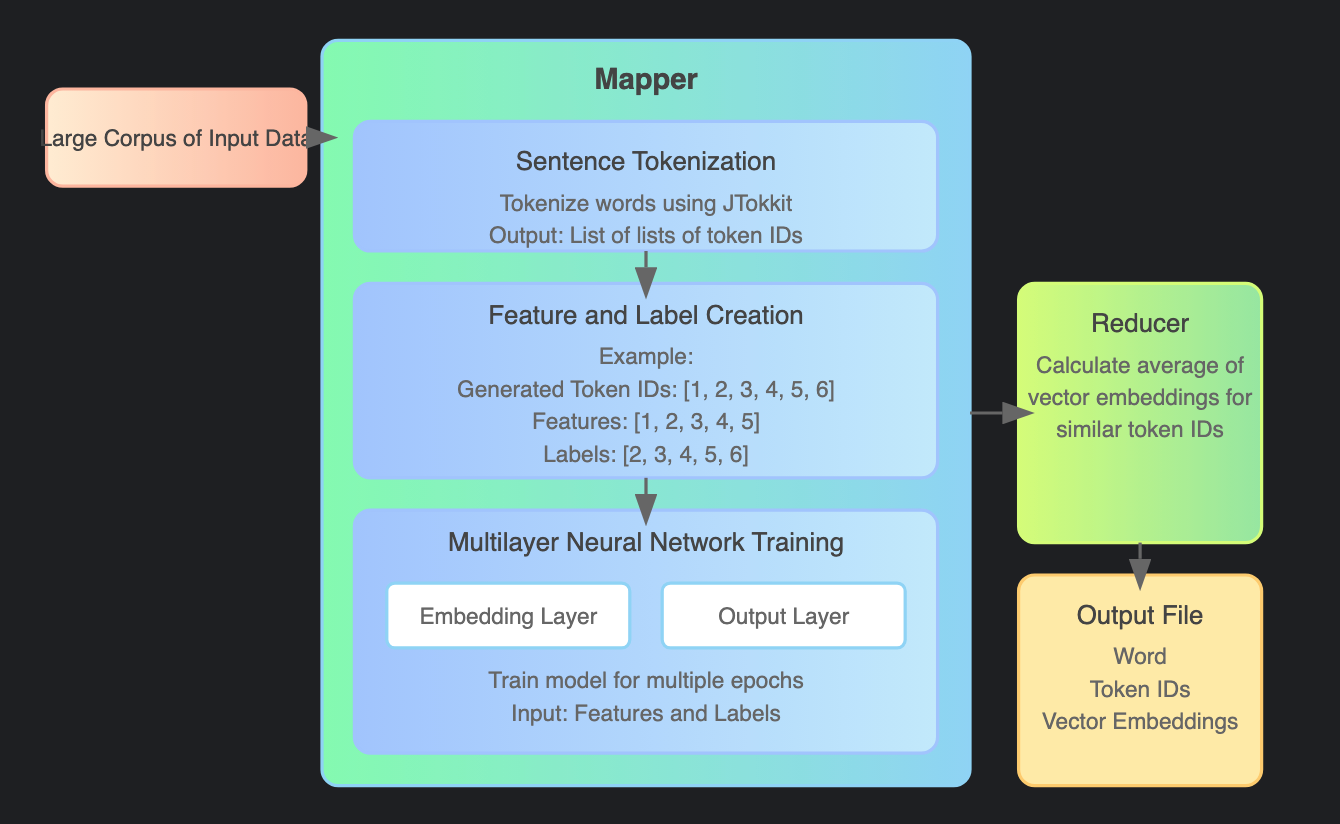 Large Corpus of Input Data
Mapper
Sentence Tokenization
Tokenize words using JTokkit
Output: List of lists of token IDs
Feature and Label Creation
Example:
Generated Token IDs: [1, 2, 3, 4, 5, 6]
Features: [1, 2, 3, 4, 5]
Labels: [2, 3, 4, 5, 6]
Multilayer Neural Network Training
Embedding Layer
Output Layer
Train model for multiple epochs
Input: Features and Labels
Reducer
Calculate average of
vector embeddings for
similar token IDs
Output File
Word
Token IDs
Vector Embeddings